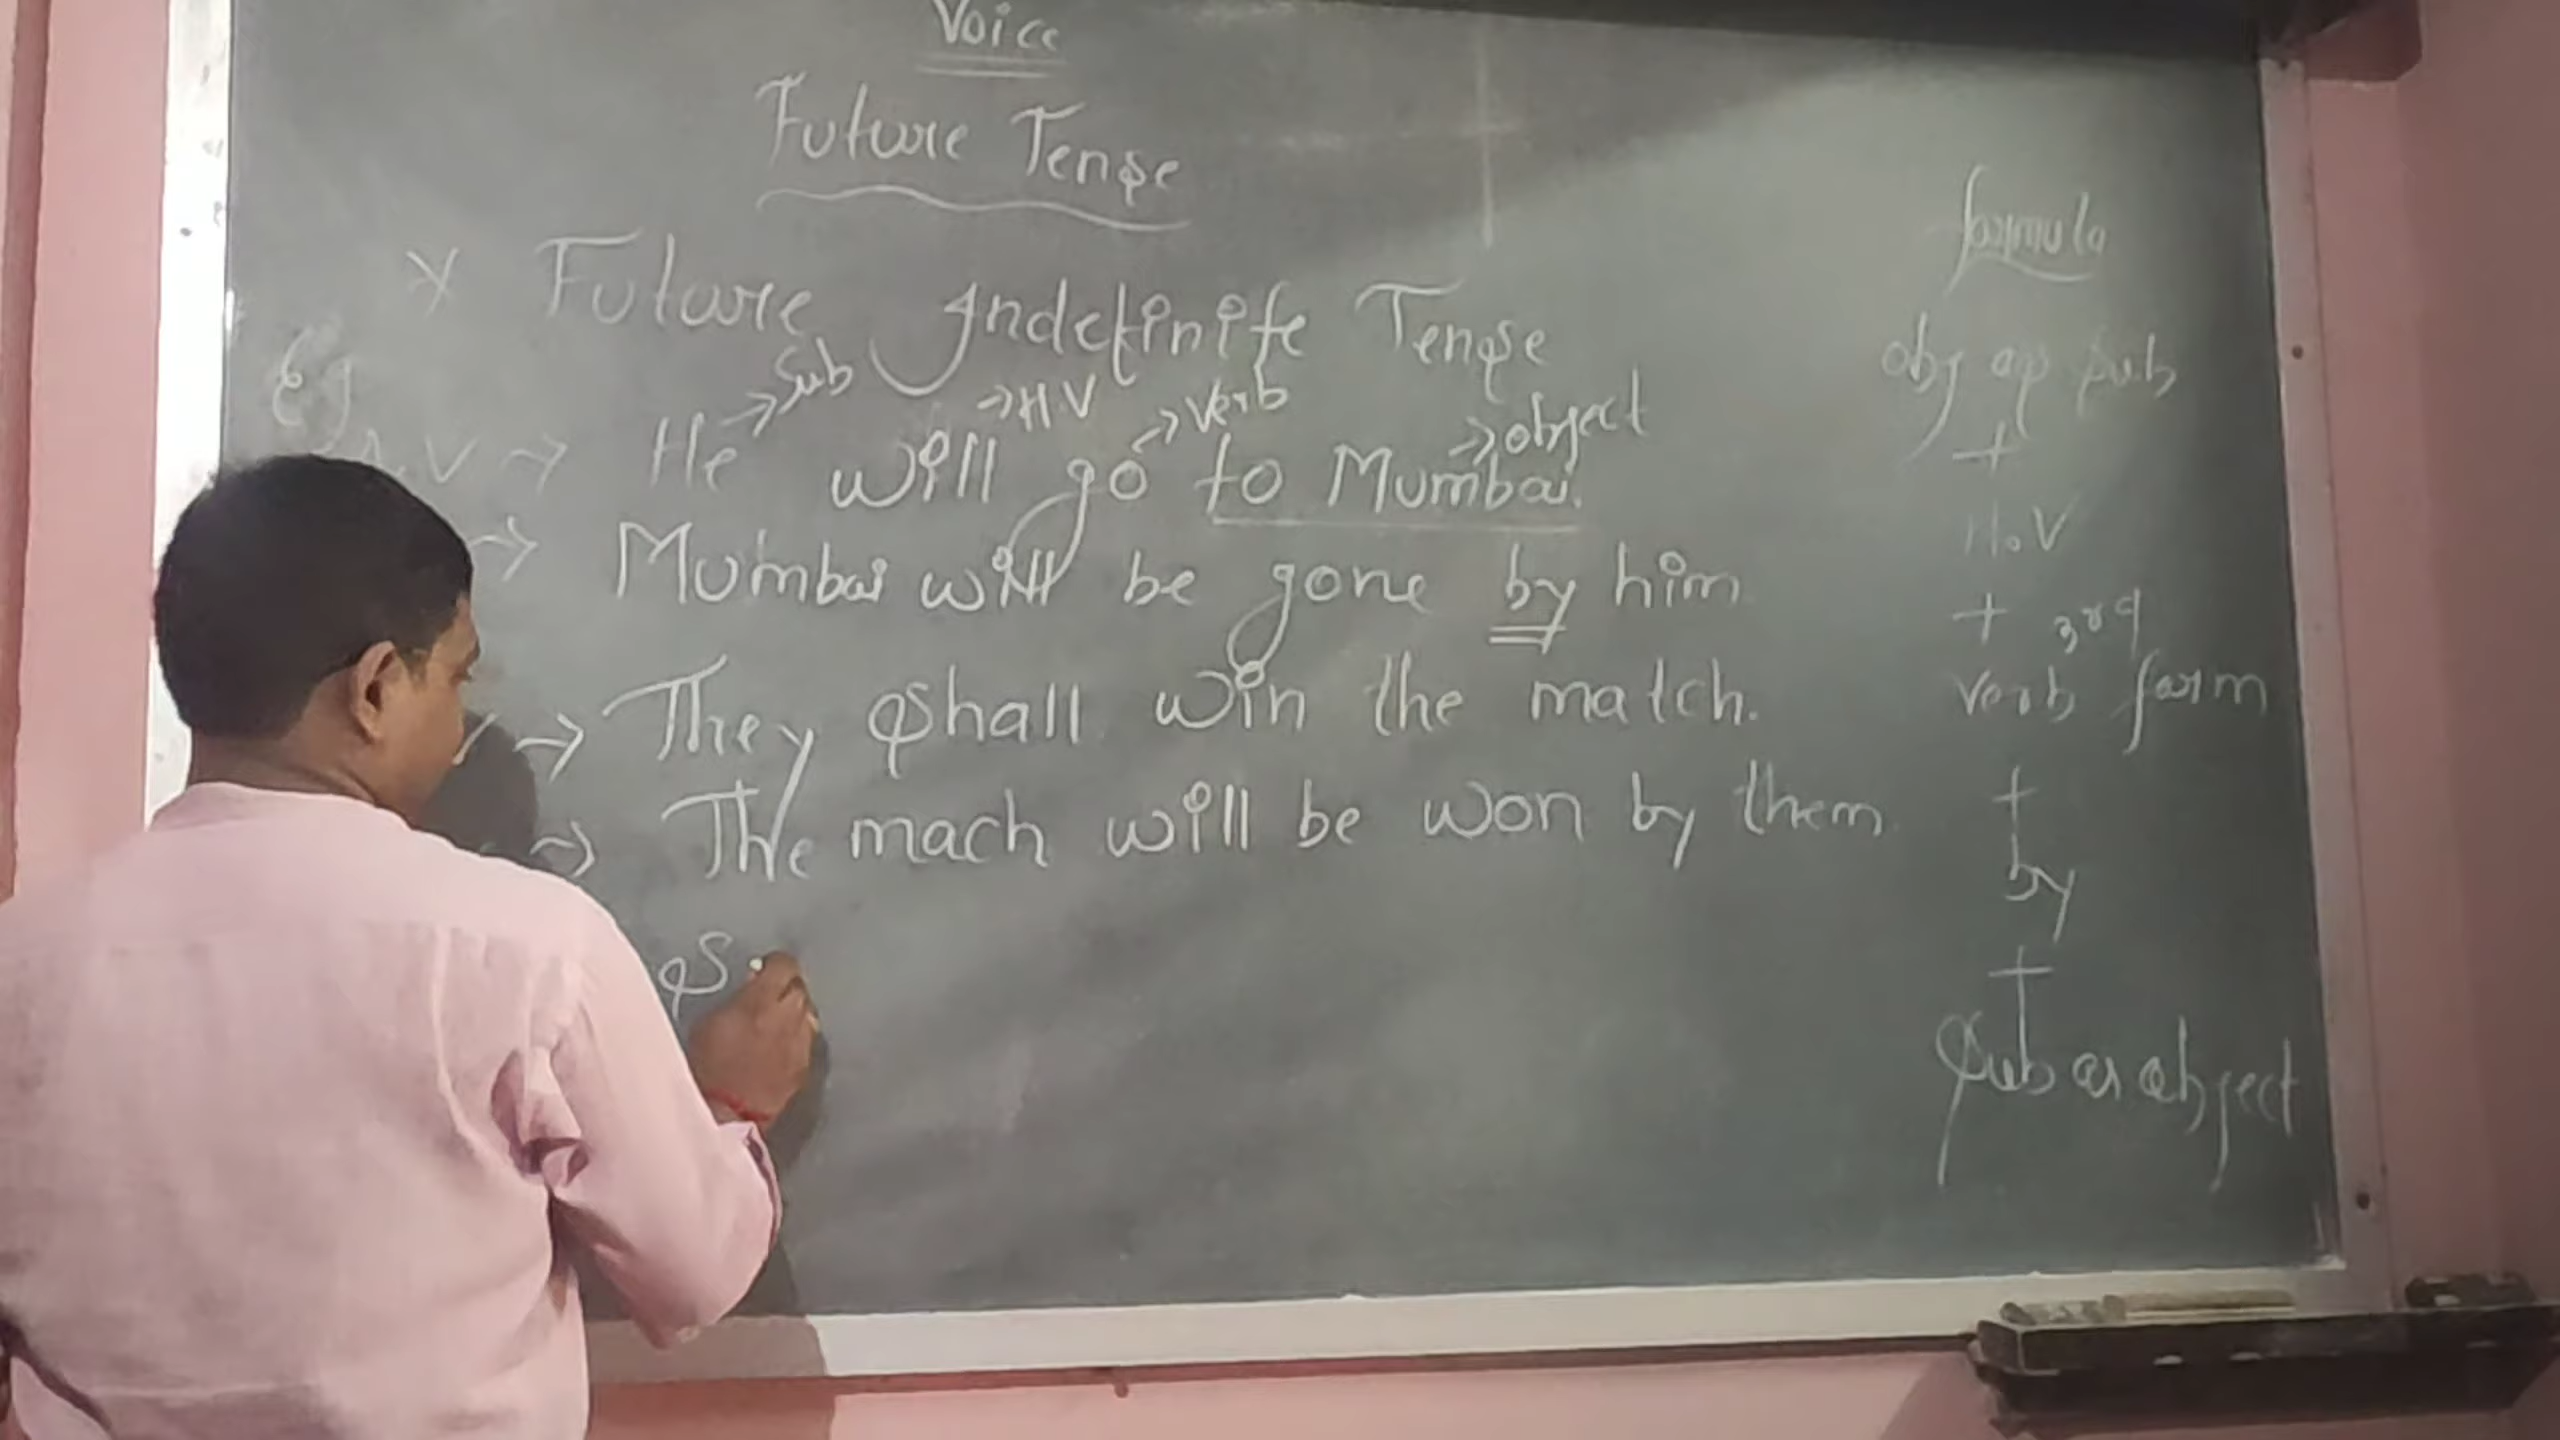 Voice
Future Tense
Future Indefinite Tense
Eg
A.V → He → Sub will → H.V go → Verb to Mumbai. → object
→ Mumbai will be gone by him
→ They shall win the match.
→ The mach will be won by them.
S
formula
obj as sub
+
H.V
+
verb 3rd form
+
by
+
Sub as object